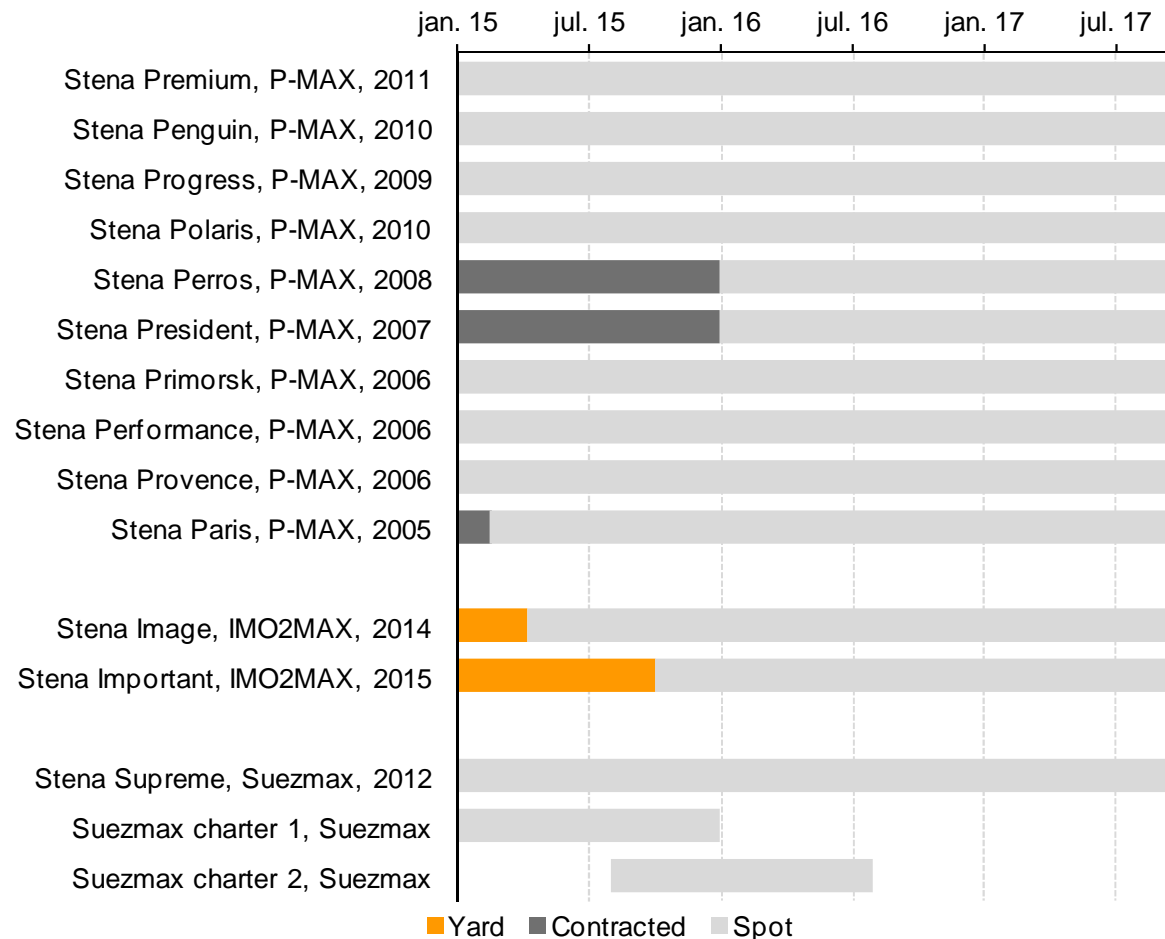 jan. 15 jul. 15 jan. 16 jul. 16 jan. 17 jul. 17
Stena Premium, P-MAX, 2011
Stena Penguin, P-MAX, 2010
Stena Progress, P-MAX, 2009
Stena Polaris, P-MAX, 2010
Stena Perros, P-MAX, 2008
Stena President, P-MAX, 2007
Stena Primorsk, P-MAX, 2006
Stena Performance, P-MAX, 2006
Stena Provence, P-MAX, 2006
Stena Paris, P-MAX, 2005
Stena Image, IMO2MAX, 2014
Stena Important, IMO2MAX, 2015
Stena Supreme, Suezmax, 2012
Suezmax charter 1, Suezmax
Suezmax charter 2, Suezmax
Yard Contracted Spot